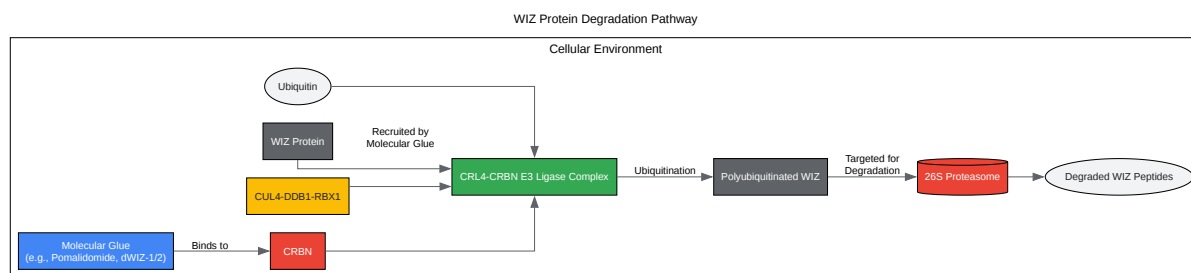 WIZ Protein Degradation Pathway
Cellular Environment
Ubiquitin
WIZ Protein
Recruited by
Molecular Glue
CUL4-DDB1-RBX1
CRL4-CRBN E3 Ligase Complex
Ubiquitination
Polyubiquitinated WIZ
Targeted for
Degradation
26S Proteasome
Degraded WIZ Peptides
Molecular Glue
(e.g., Pomalidomide, dWIZ-1/2)
Binds to
CRBN